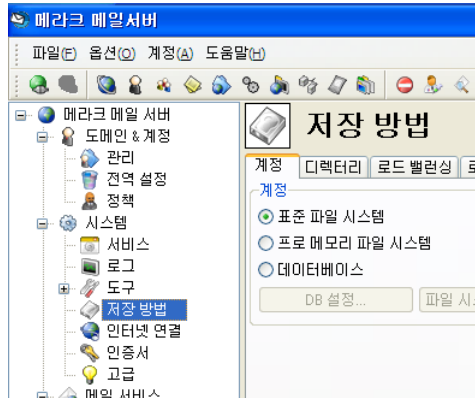 메라크 메일서버
파일(F) 옵션(O) 계정(A) 도움말(H)
메라크 메일 서버
도메인 & 계정
관리
전역 설정
정책
시스템
서비스
로그
도구
저장 방법
인터넷 연결
인증서
고급
메일 서비스
저장 방법
계정 디렉터리 로드 밸런싱
계정
표준 파일 시스템
프로 메모리 파일 시스템
데이터베이스
DB 설정... 파일 시